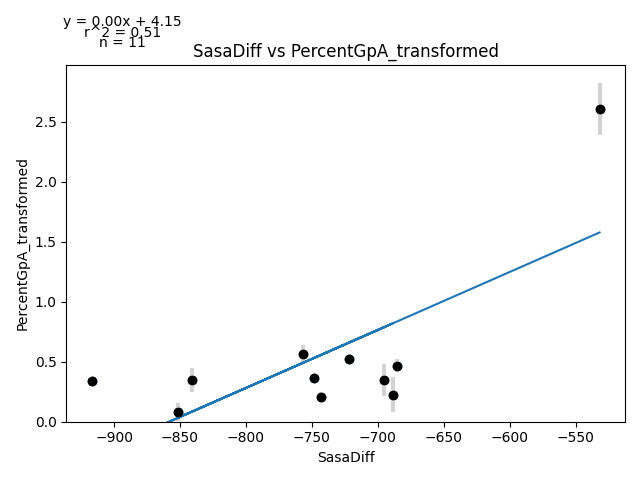 y = 0.00x + 4.15
r^2 = 0.51
n = 11
SasaDiff vs PercentGpA_transformed
PercentGpA_transformed
2.5
2.0
1.5
1.0
0.5
0.0
−900
−850
−800
−750
−700
−650
−600
−550
SasaDiff